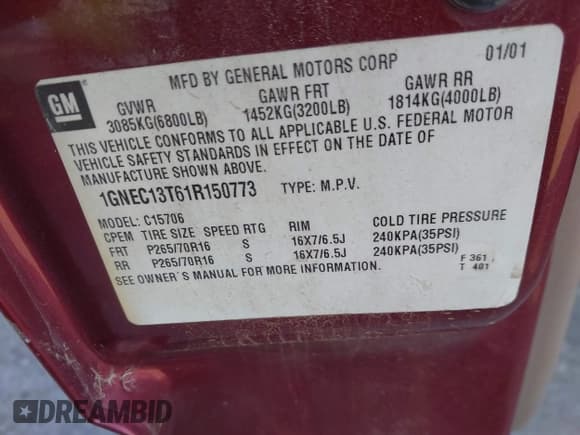 GM
MFD BY GENERAL MOTORS CORP 01/01
GVWR GAWR FRT GAWR RR
3085KG(6800LB) 1452KG(3200LB) 1814KG(4000LB)
THIS VEHICLE CONFORMS TO ALL APPLICABLE U.S. FEDERAL MOTOR
VEHICLE SAFETY STANDARDS IN EFFECT ON THE DATE OF
MANUFACTURE SHOWN ABOVE.
1GNEC13T61R150773 TYPE: M.P.V.
MODEL: C15706
CPEM TIRE SIZE SPEED RTG RIM COLD TIRE PRESSURE
FRT P265/70R16 S 16X7/6.5J 240KPA(35PSI)
RR P265/70R16 S 16X7/6.5J 240KPA(35PSI)
SEE OWNER'S MANUAL FOR MORE INFORMATION.
F 361
T 401
DREAMBID